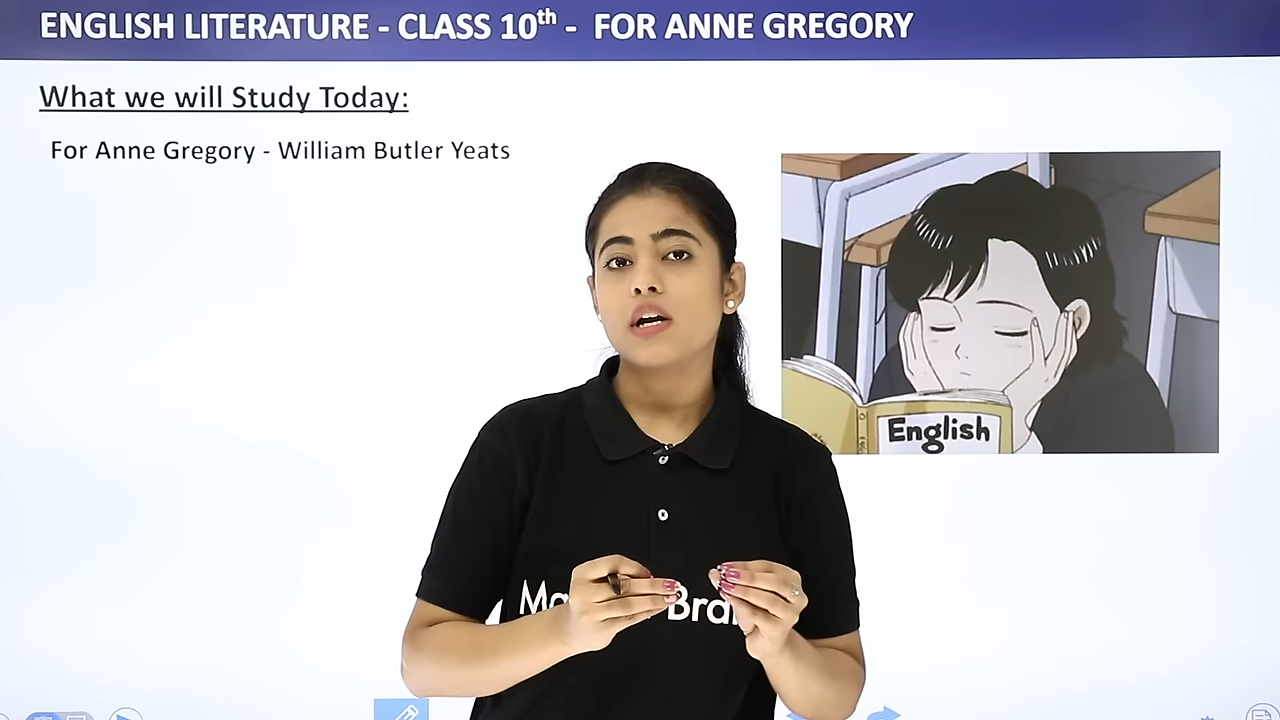 ENGLISH LITERATURE - CLASS 10th - FOR ANNE GREGORY
What we will Study Today:
For Anne Gregory - William Butler Yeats
English